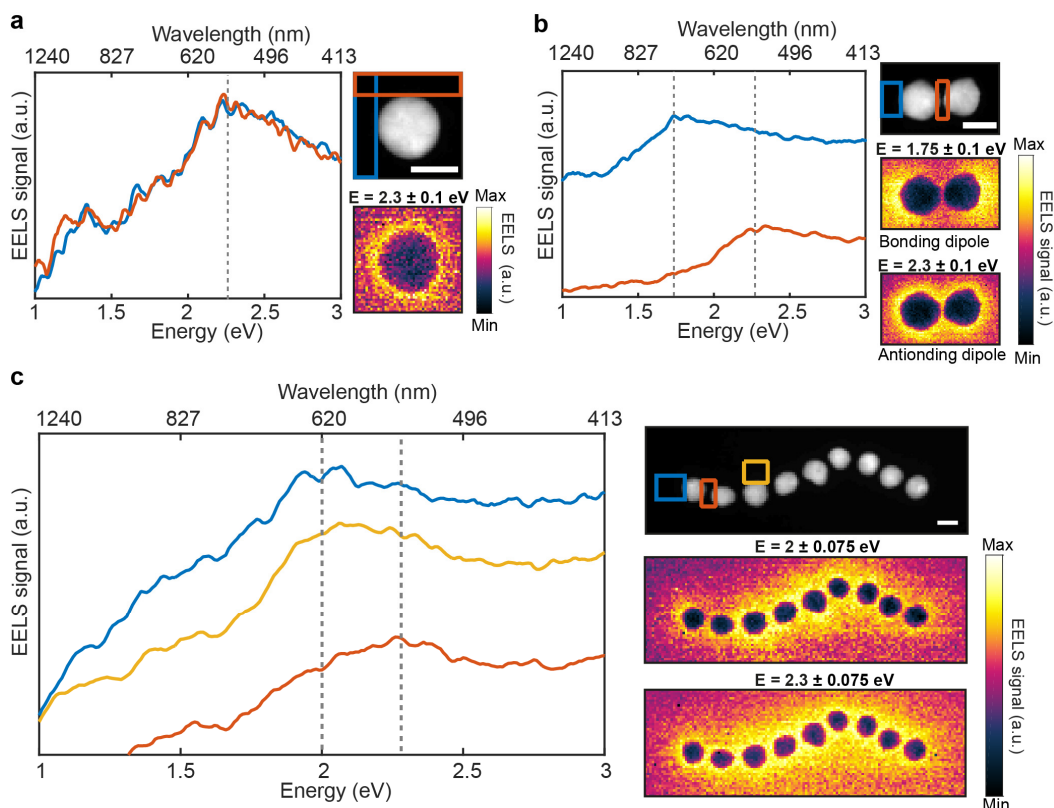 a
Wavelength (nm)
1240 827 620 496 413
EELS signal (a.u.)
1 1.5 2 2.5 3
Energy (eV)
E = 2.3 ± 0.1 eV
Max
EELS signal (a.u.)
Min
b
Wavelength (nm)
1240 827 620 496 413
EELS signal (a.u.)
1 1.5 2 2.5 3
Energy (eV)
E = 1.75 ± 0.1 eV
Bonding dipole
E = 2.3 ± 0.1 eV
Antionding dipole
Max
EELS signal (a.u.)
Min
c
Wavelength (nm)
1240 827 620 496 413
EELS signal (a.u.)
1 1.5 2 2.5 3
Energy (eV)
E = 2 ± 0.075 eV
E = 2.3 ± 0.075 eV
Max
EELS signal (a.u.)
Min